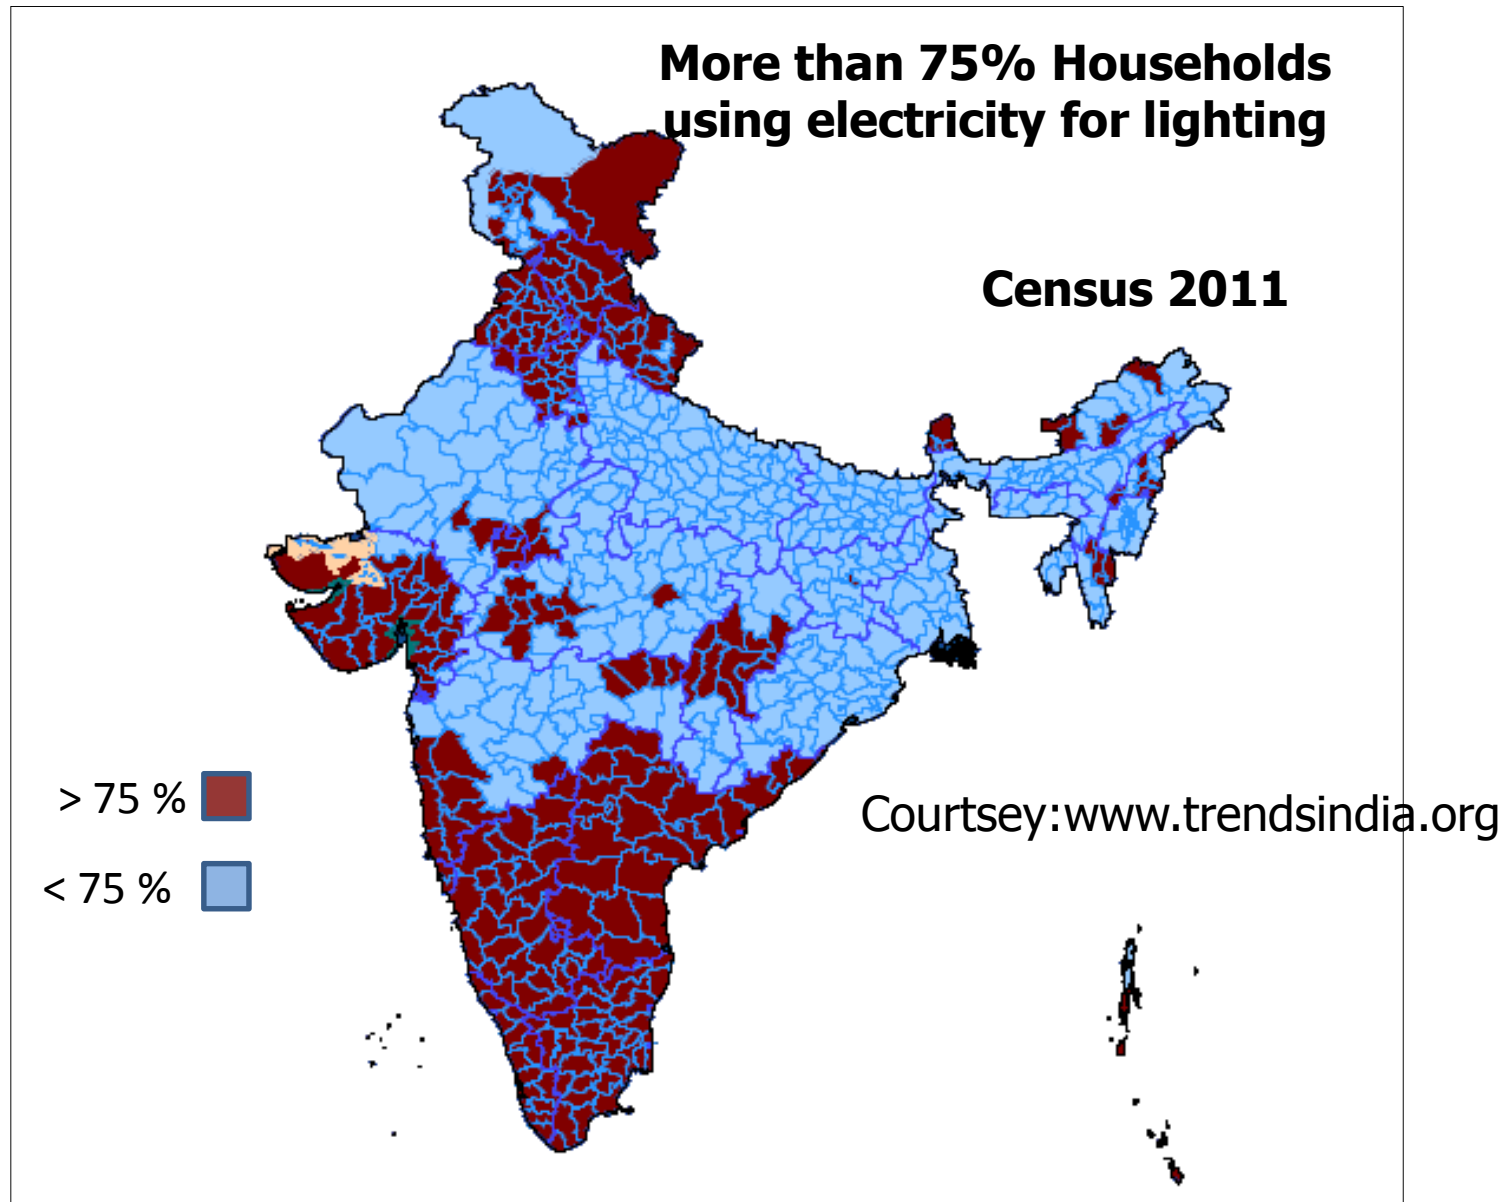 More than 75% Households
using electricity for lighting
Census 2011
> 75 %
Courtsey:www.trendsindia.org
< 75 %